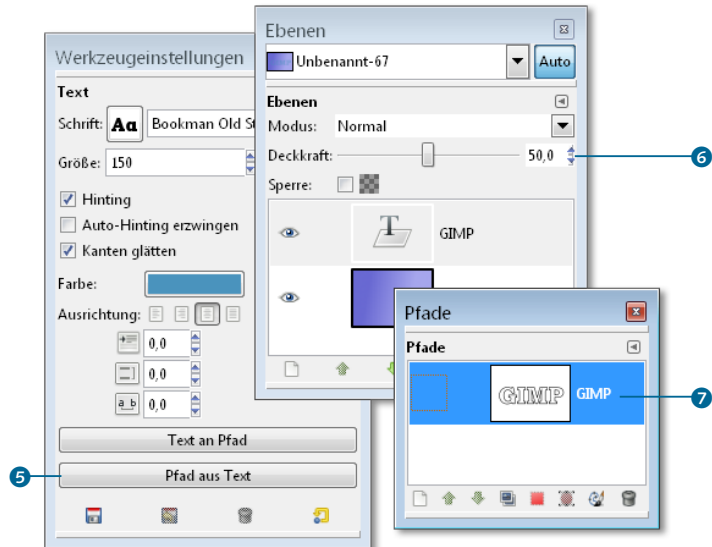 Werkzeugeinstellungen
Text
Schrift: Aa Bookman Old St
Größe: 150
Hinting
Auto-Hinting erzwingen
Kanten glätten
Farbe:
Ausrichtung:
0,0
0,0
a_b 0,0
Text an Pfad
5 Pfad aus Text
Ebenen
Unbenannt-67 Auto
Ebenen
Modus: Normal
Deckkraft: 50,0 6
Sperre:
T GIMP
Pfade
Pfade
GIMP GIMP 7